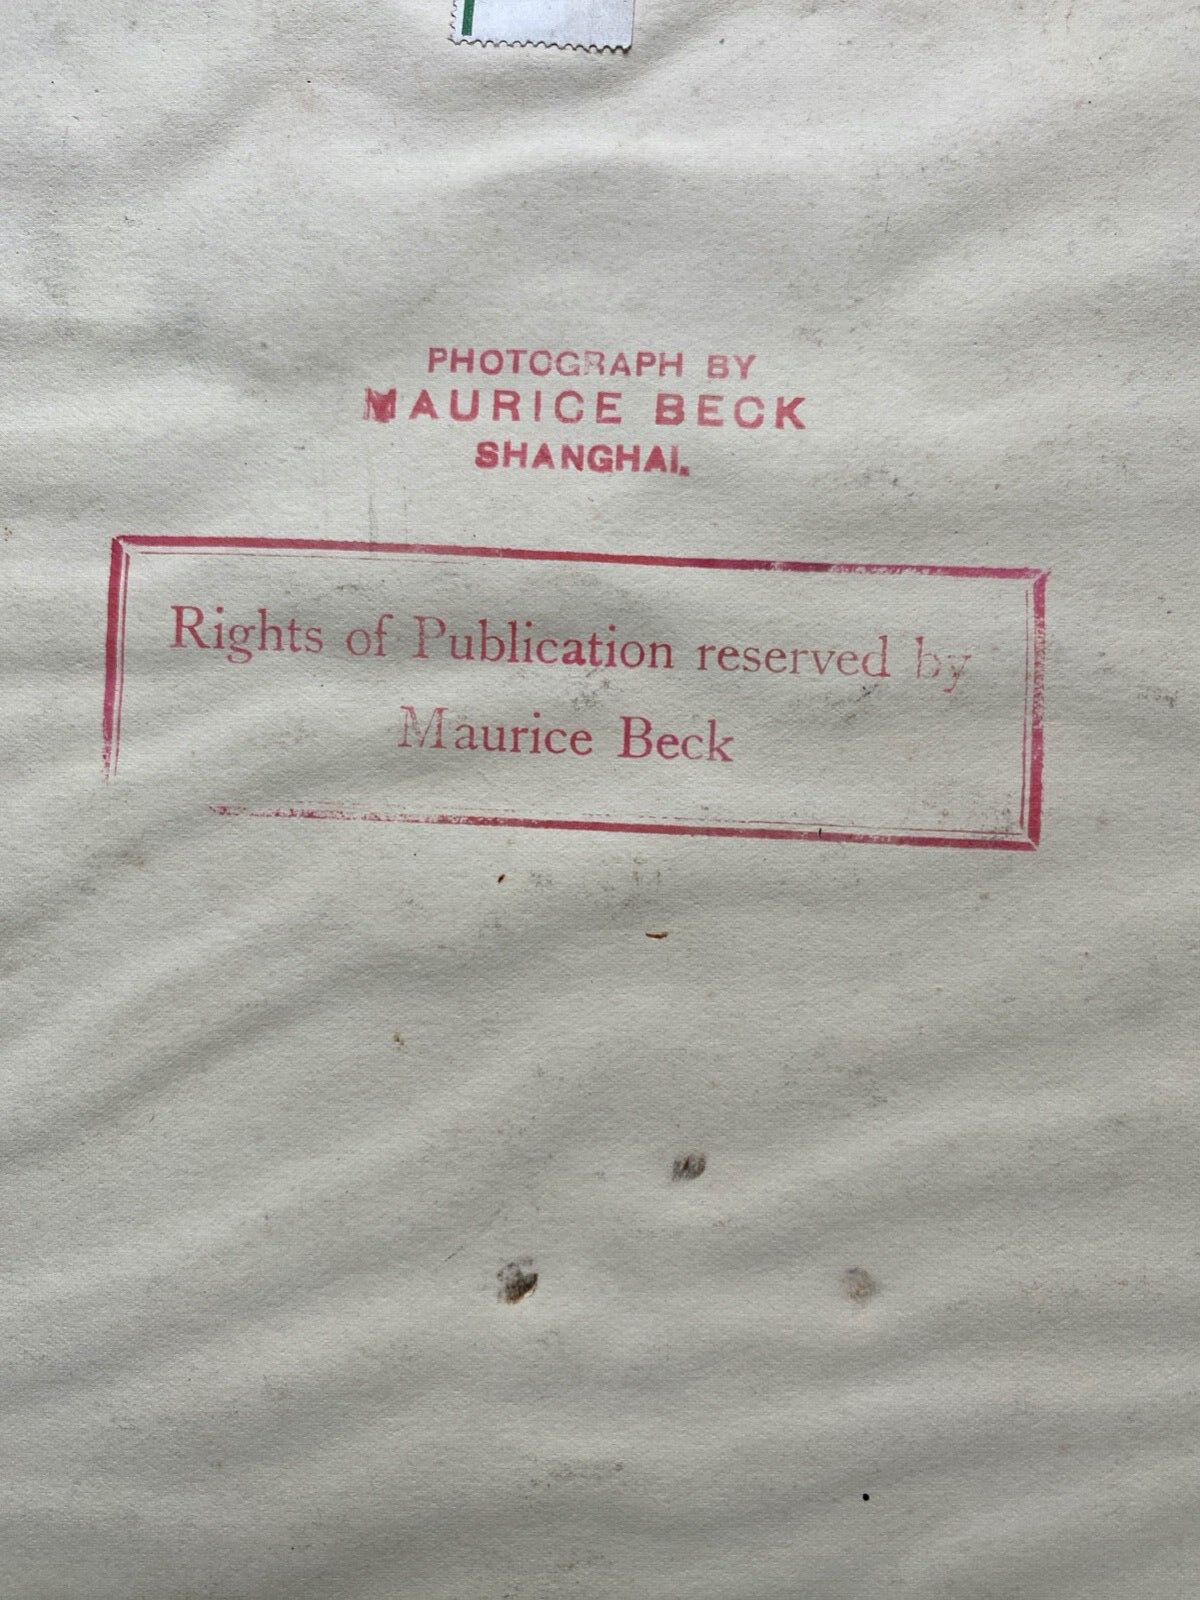 PHOTOGRAPH BY
MAURICE BECK
SHANGHAI.
Rights of Publication reserved by
Maurice Beck